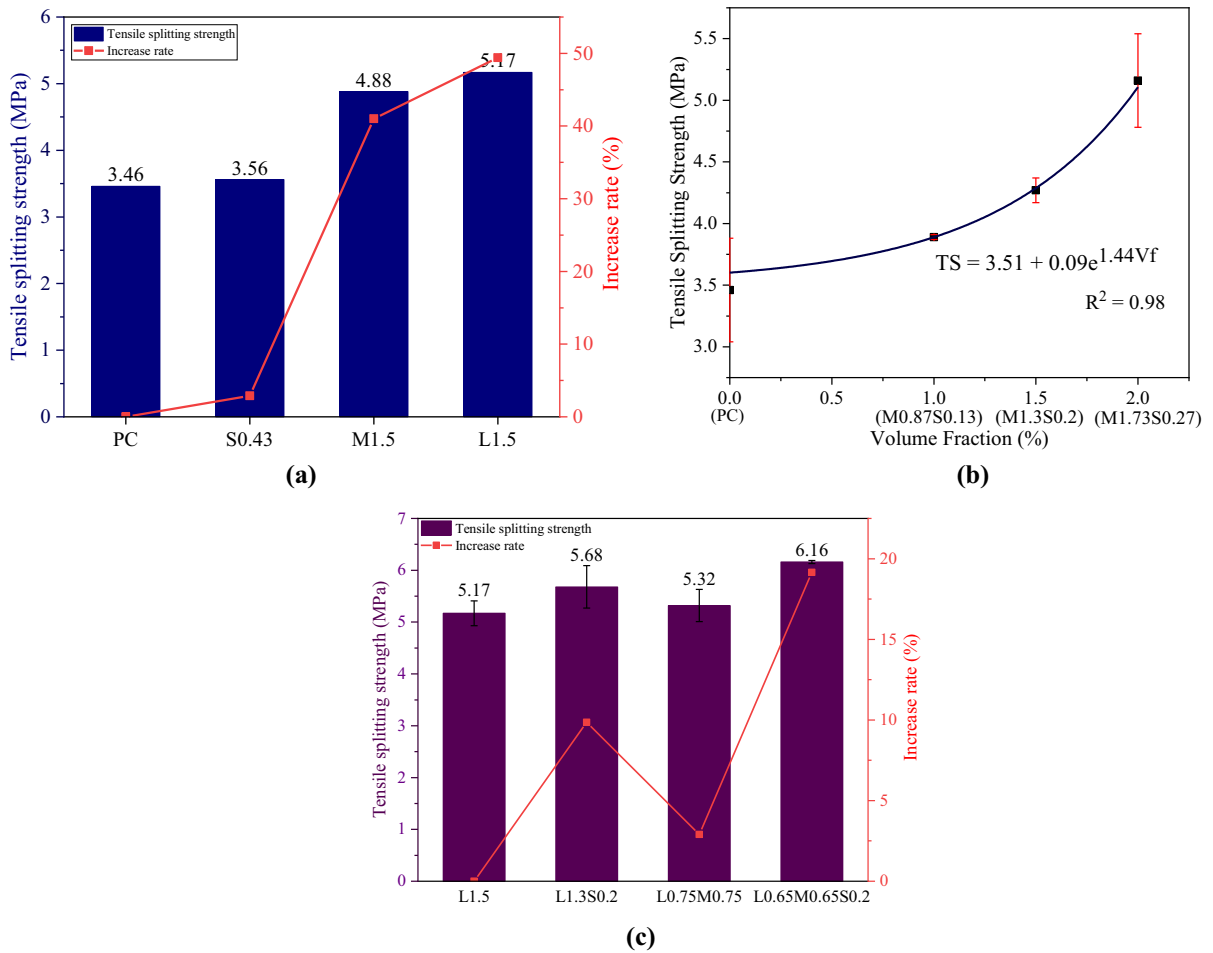 Tensile splitting strength
Increase rate
Tensile splitting strength (MPa)
6
5
4
3
2
1
0
3.46
3.56
4.88
5.17
50
40
30
20
10
0
Increase rate (%)
PC
S0.43
M1.5
L1.5
(a)
Tensile Splitting Strength (MPa)
5.5
5.0
4.5
4.0
3.5
3.0
TS = 3.51 + 0.09e^1.44Vf
R² = 0.98
0.0
0.5
1.0
1.5
2.0
(PC)
(M0.87S0.13)
(M1.3S0.2)
(M1.73S0.27)
Volume Fraction (%)
(b)
Tensile splitting strength
Increase rate
Tensile splitting strength (MPa)
7
6
5
4
3
2
1
0
5.17
5.68
5.32
6.16
20
15
10
5
0
Increase rate (%)
L1.5
L1.3S0.2
L0.75M0.75
L0.65M0.65S0.2
(c)